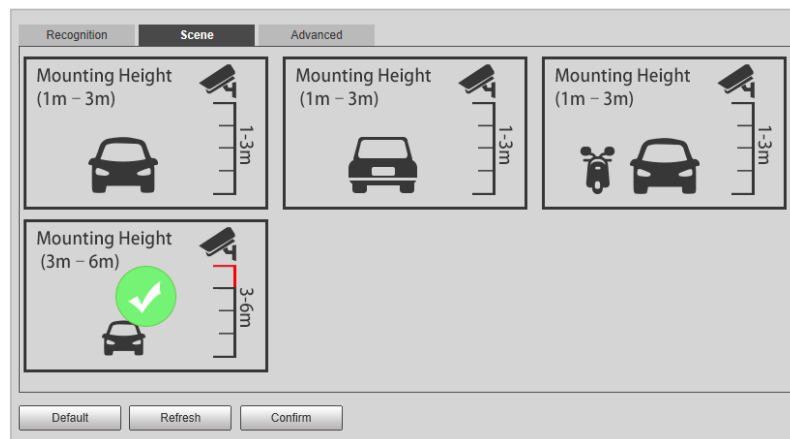 Recognition
Scene
Advanced
Mounting Height
(1m – 3m)
1-3m
Mounting Height
(1m – 3m)
1-3m
Mounting Height
(1m – 3m)
1-3m
Mounting Height
(3m – 6m)
3-6m
Default
Refresh
Confirm